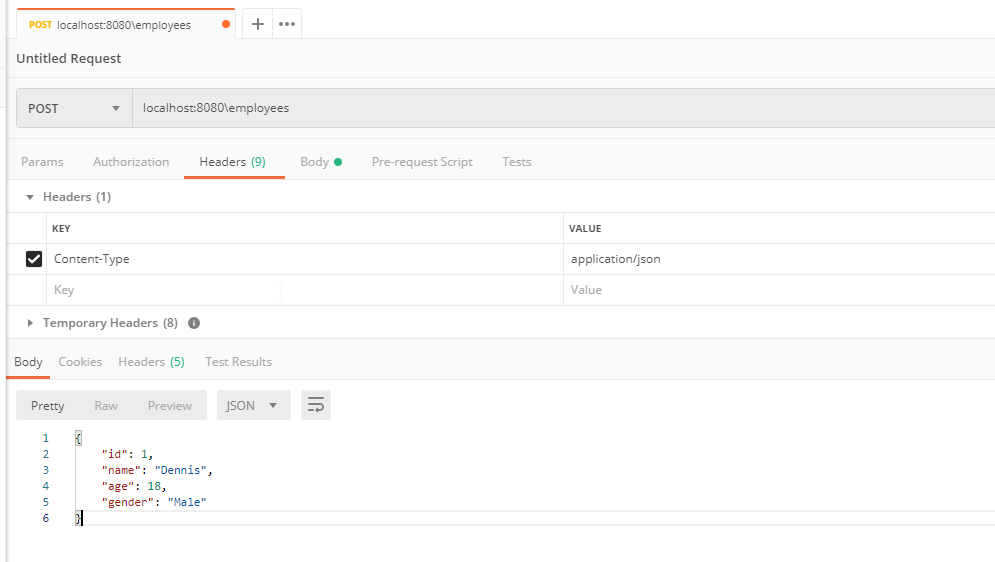 POST localhost:8080\employees + •••
Untitled Request
POST localhost:8080\employees
Params Authorization Headers (9) Body Pre-request Script Tests
Headers (1)
KEY VALUE
Content-Type application/json
Key Value
Temporary Headers (8) i
Body Cookies Headers (5) Test Results
Pretty Raw Preview JSON
1 {
2 "id": 1,
3 "name": "Dennis",
4 "age": 18,
5 "gender": "Male"
6 }